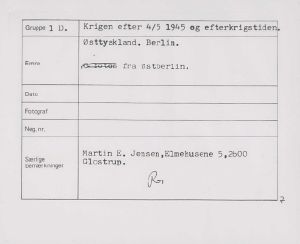 Gruppe 1 D. Krigen efter 4/5 1945 og efterkrigstiden.
Østtyskland. Berlin.
Emne fra Østberlin.
Dato
Fotograf
Neg.nr.
Særlige Martin E. Jensen,Elmehusene 5,2600
bemærkninger Glostrup.
7